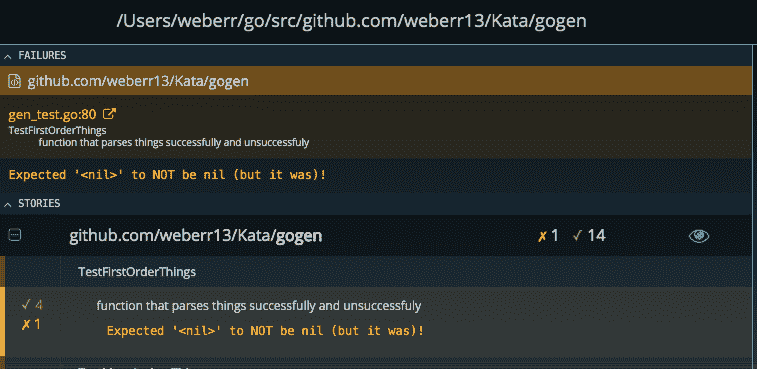 /Users/weberr/go/src/github.com/weberr13/Kata/gogen
FAILURES
github.com/weberr13/Kata/gogen
gen_test.go:80
TestFirstOrderThings
function that parses things successfully and unsuccessfuly
Expected '<nil>' to NOT be nil (but it was)!
STORIES
github.com/weberr13/Kata/gogen ✗ 1 ✓ 14
TestFirstOrderThings
✓ 4 function that parses things successfully and unsuccessfuly
✗ 1 Expected '<nil>' to NOT be nil (but it was)!